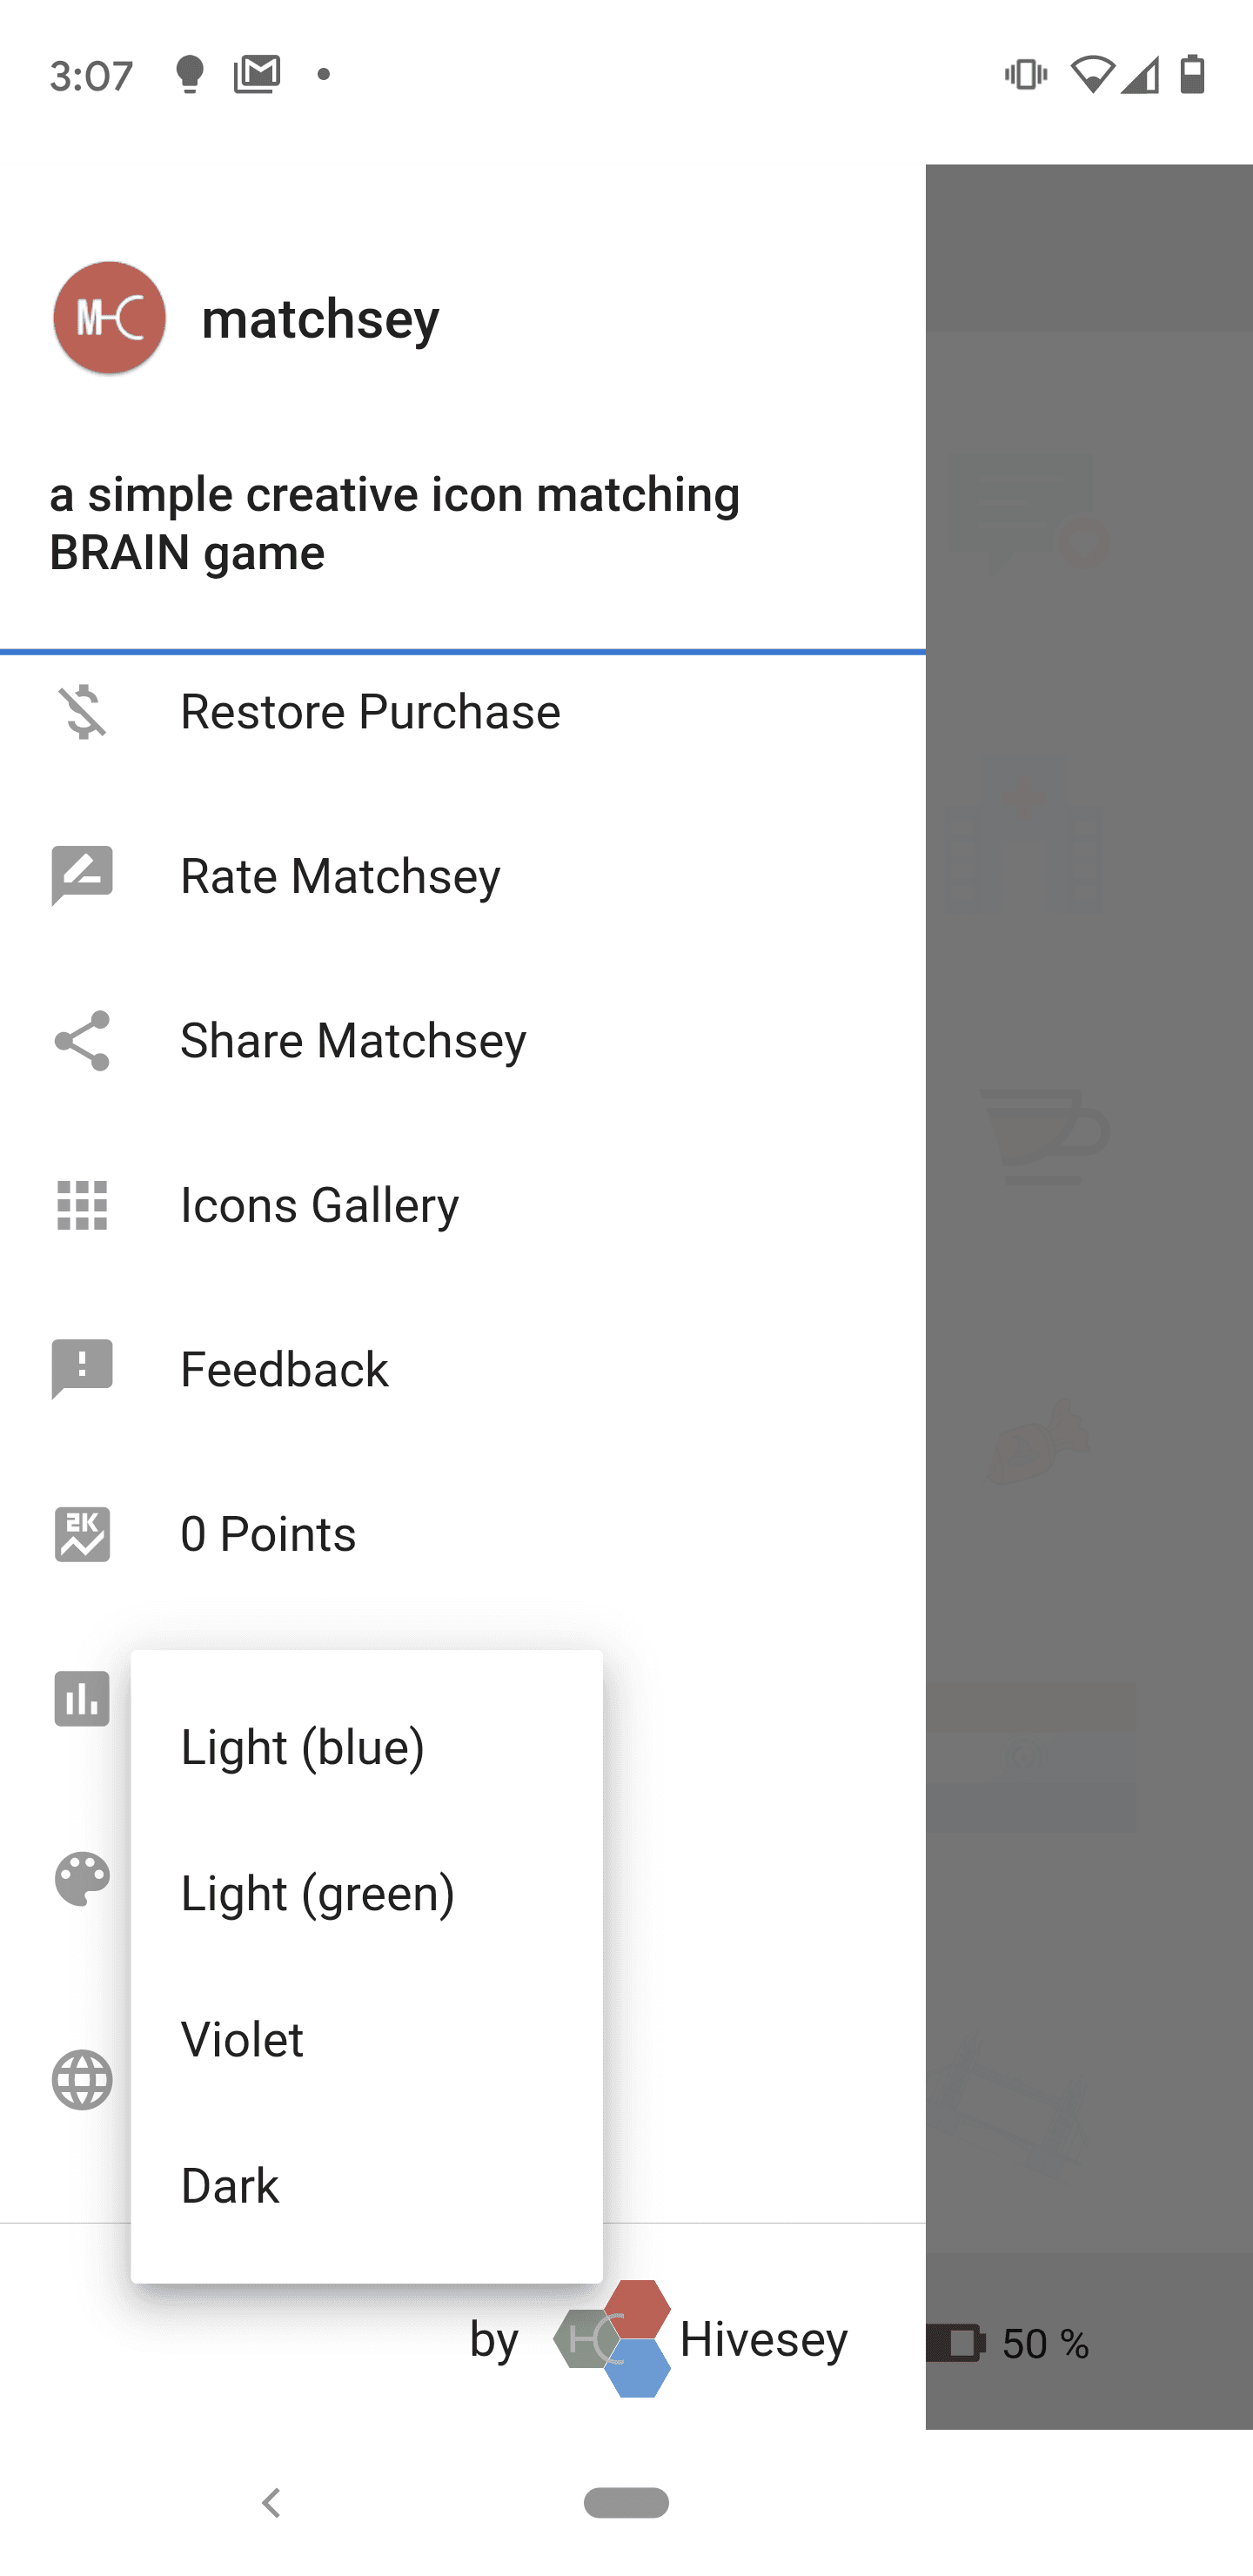 3:07
matchsey
a simple creative icon matching
BRAIN game
Restore Purchase
Rate Matchsey
Share Matchsey
Icons Gallery
Feedback
2K
0 Points
Light (blue)
Light (green)
Violet
Dark
by Hivesey
50 %